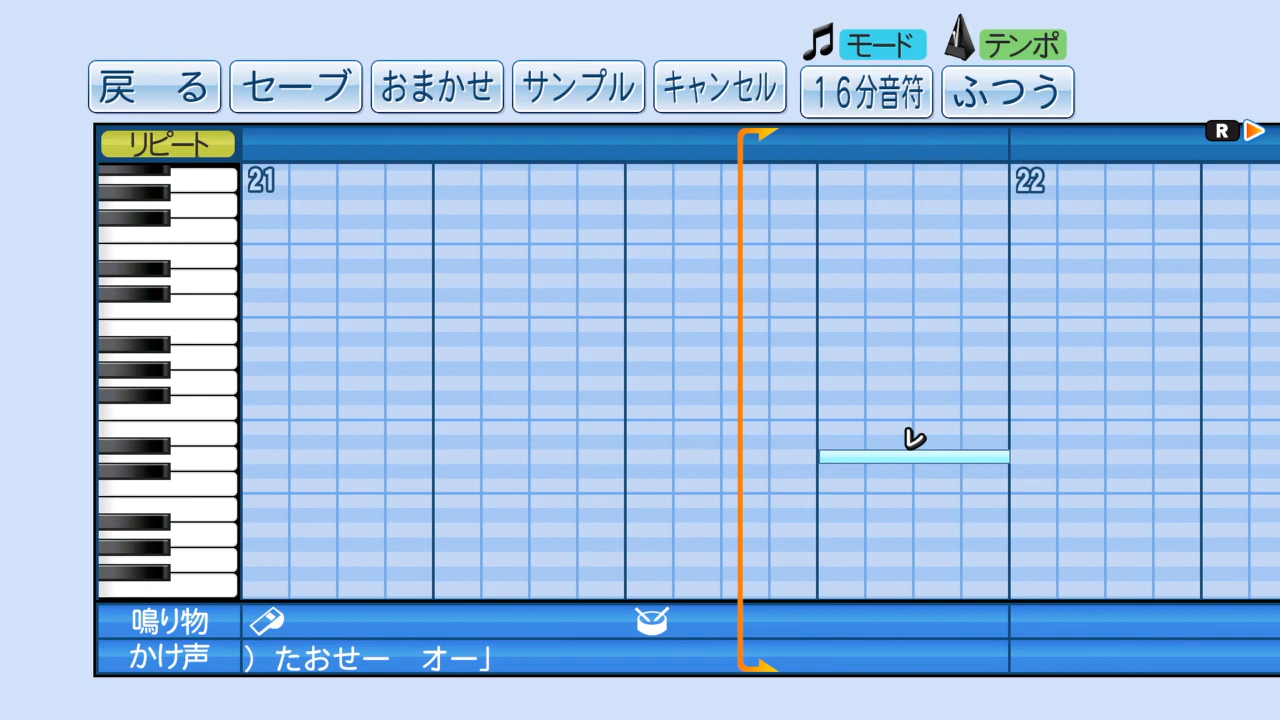 モード テンポ
戻　る セーブ おまかせ サンプル キャンセル 16分音符 ふつう
リピート R
21 22
鳴り物
かけ声 ）たおせー　オー」